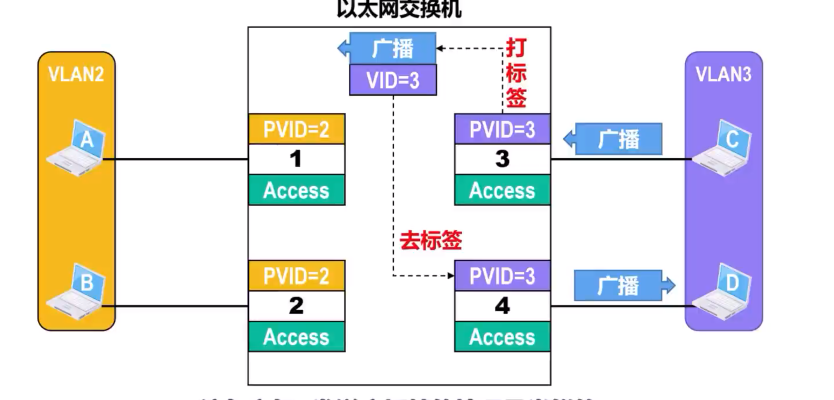 以太网交换机
广播
VID=3
打
标
签
VLAN2
VLAN3
A
PVID=2
1
Access
PVID=3
3
Access
广播
C
去标签
B
PVID=2
2
Access
PVID=3
4
Access
广播
D